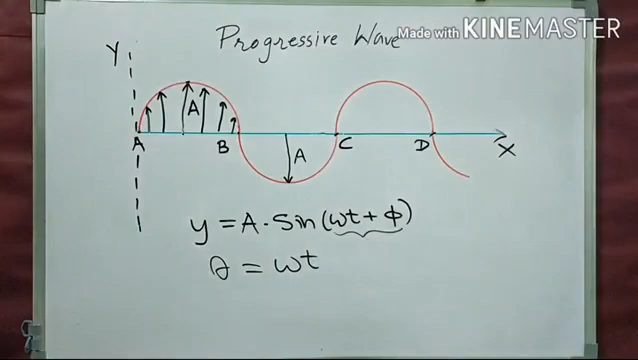 Progressive Wave
Made with KINEMASTER
Y
A
A B A C D X
y = A · Sin (ωt + φ)
θ = ωt